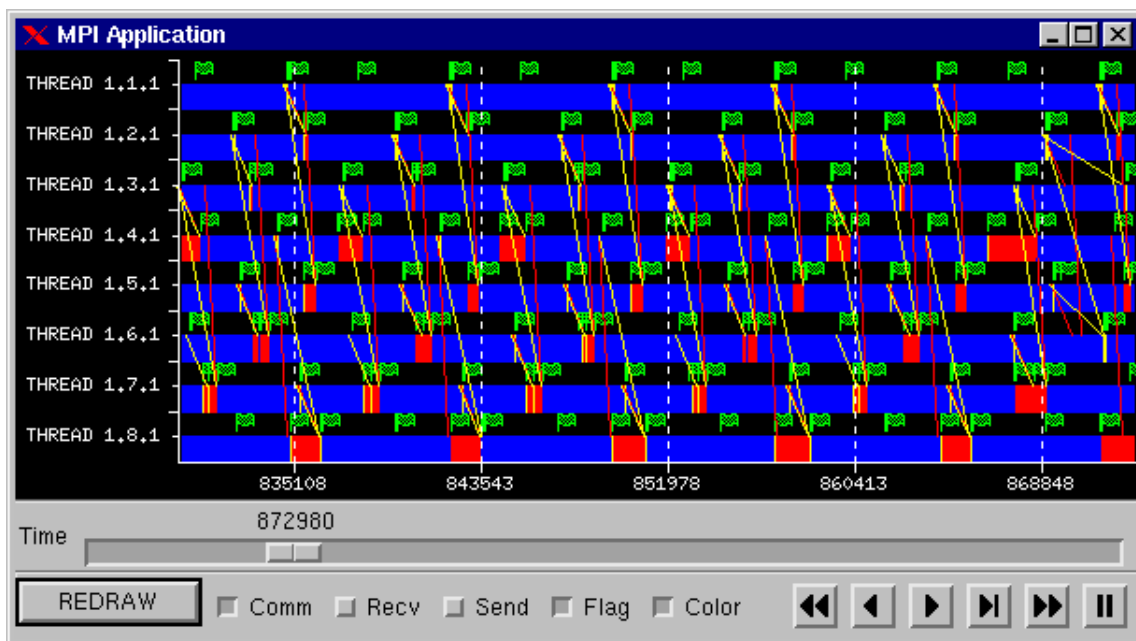 MPI Application
THREAD 1.1.1
THREAD 1.2.1
THREAD 1.3.1
THREAD 1.4.1
THREAD 1.5.1
THREAD 1.6.1
THREAD 1.7.1
THREAD 1.8.1
835108 843543 851978 860413 868848
872980
Time
REDRAW Comm Recv Send Flag Color